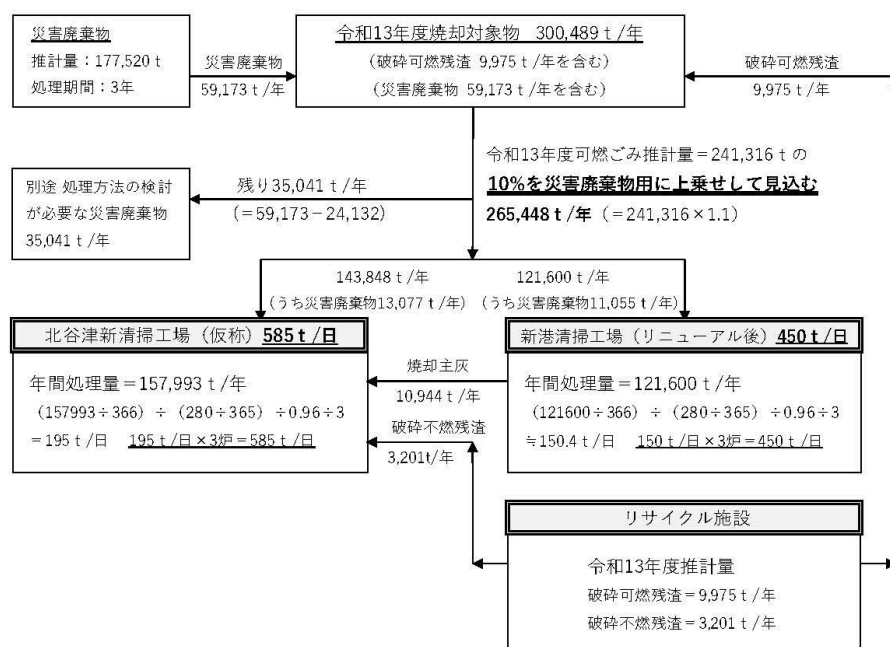 災害廃棄物
推計量：177,520ｔ
処理期間：3年
災害廃棄物
59,173ｔ/年
令和13年度焼却対象物　300,489ｔ/年
（破砕可燃残渣 9,975ｔ/年を含む）
（災害廃棄物 59,173ｔ/年を含む）
破砕可燃残渣
9,975ｔ/年
令和13年度可燃ごみ推計量＝241,316ｔの
10%を災害廃棄物用に上乗せして見込む
265,448ｔ/年（＝241,316×1.1）
残り35,041ｔ/年
（＝59,173－24,132）
別途 処理方法の検討
が必要な災害廃棄物
35,041ｔ/年
143,848ｔ/年
（うち災害廃棄物13,077ｔ/年）
121,600ｔ/年
（うち災害廃棄物11,055ｔ/年）
北谷津新清掃工場（仮称）585ｔ/日
年間処理量＝157,993ｔ/年
（157993÷366）÷（280÷365）÷0.96÷3
＝195ｔ/日　195ｔ/日×3炉＝585ｔ/日
焼却主灰
10,944ｔ/年
破砕不燃残渣
3,201t/年
新港清掃工場（リニューアル後）450ｔ/日
年間処理量＝121,600ｔ/年
（121600÷366）÷（280÷365）÷0.96÷3
≒150.4ｔ/日　150ｔ/日×3炉＝450ｔ/日
リサイクル施設
令和13年度推計量
破砕可燃残渣＝9,975ｔ/年
破砕不燃残渣＝3,201ｔ/年